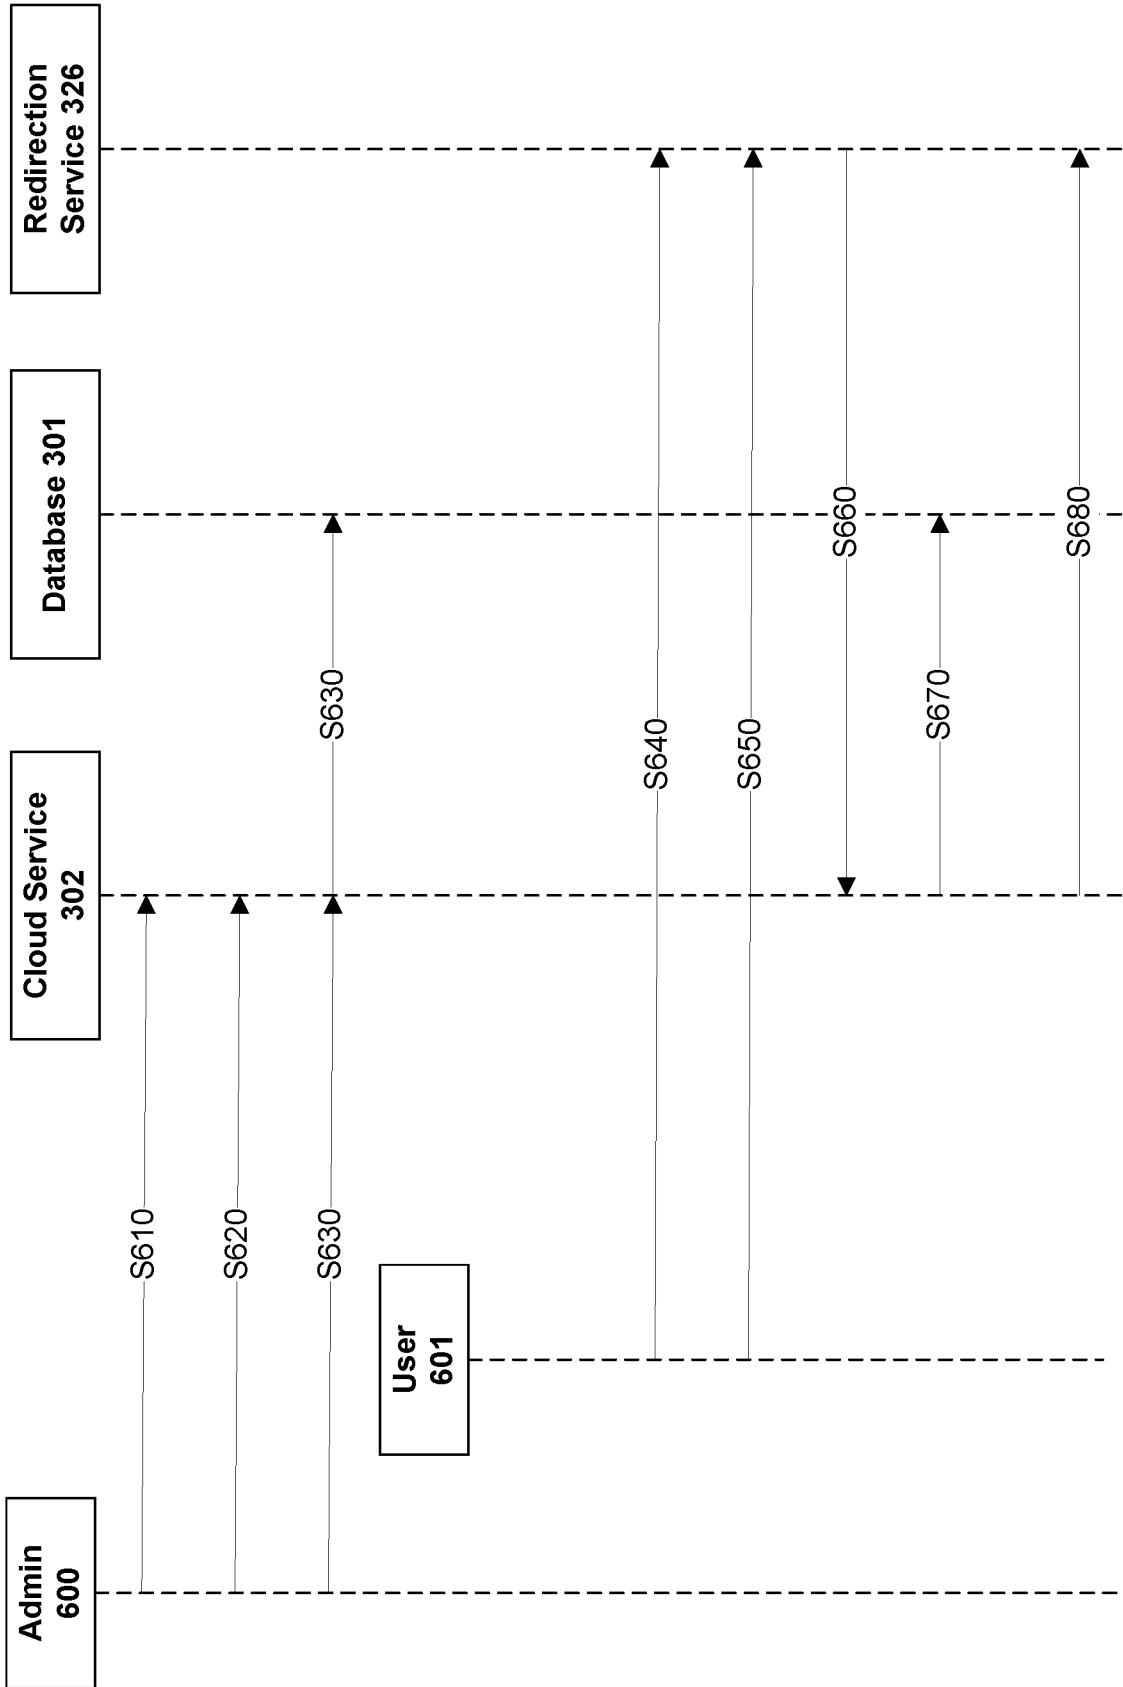 Admin
600
User
601
Cloud Service
302
Database 301
Redirection
Service 326
S610
S620
S630
S630
S640
S650
S660
S670
S680